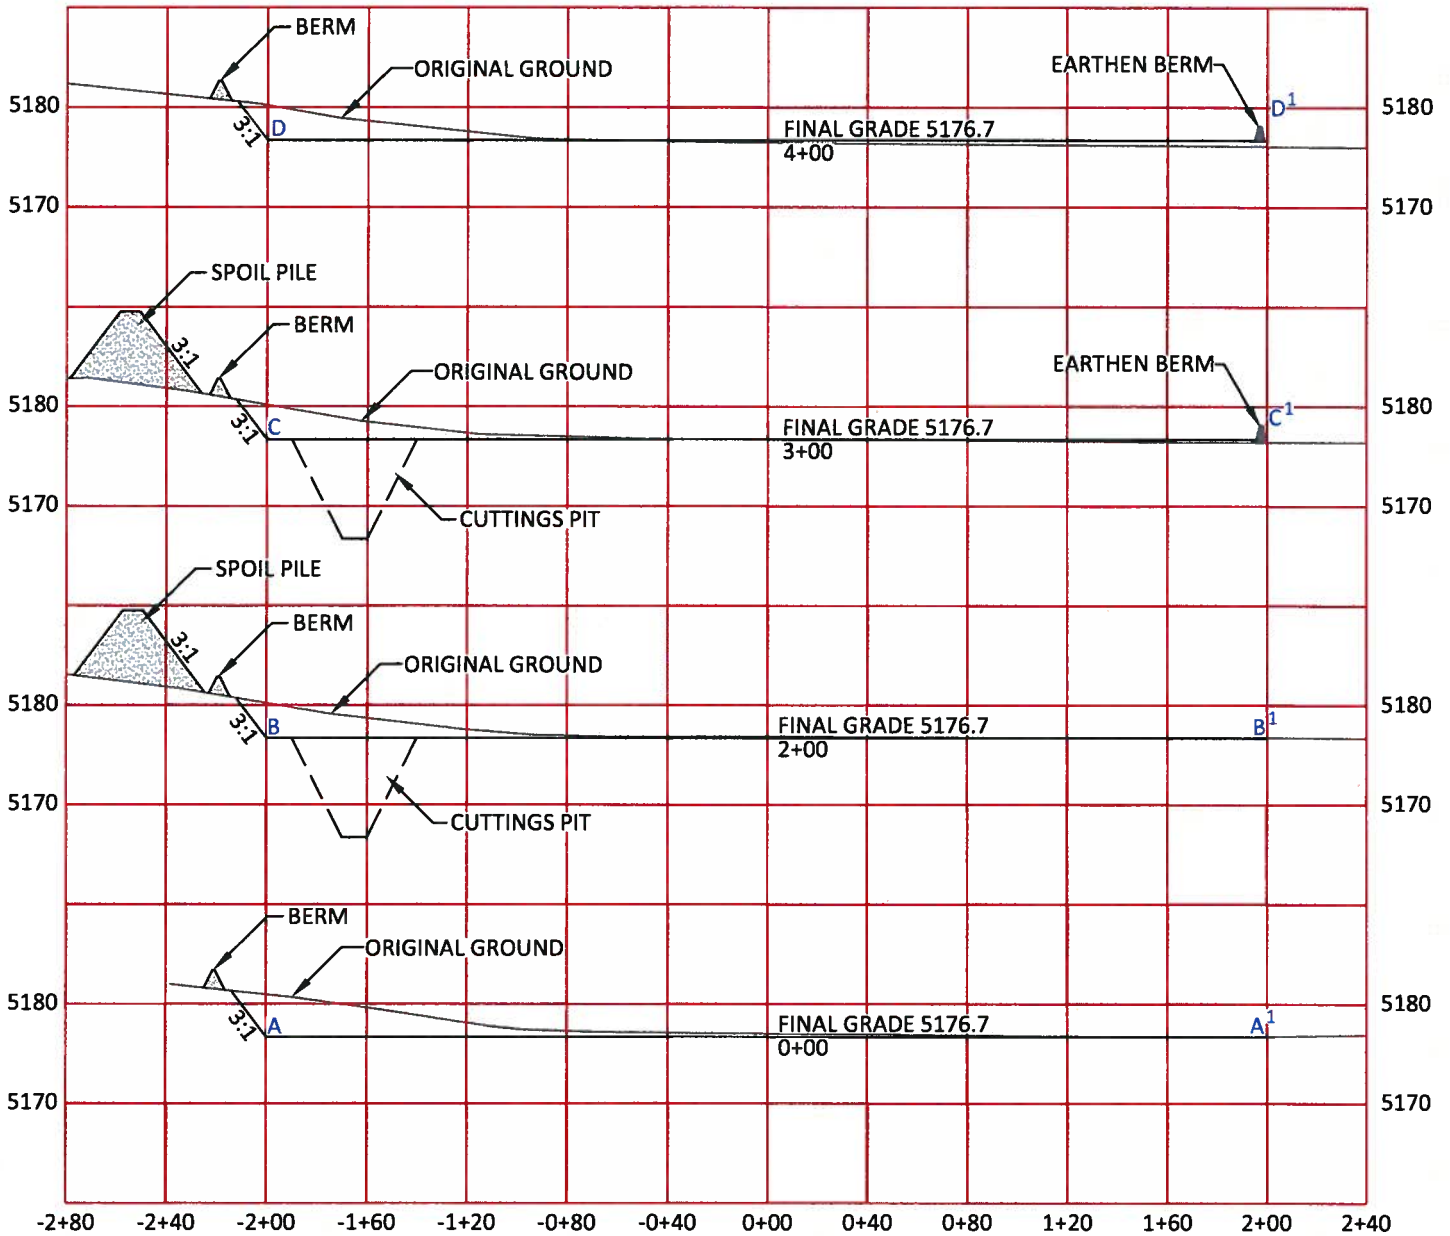 BERM
ORIGINAL GROUND
EARTHEN BERM
5180
D¹
5180
3:1
D
FINAL GRADE 5176.7
4+00
5170
5170
SPOIL PILE
BERM
3:1
ORIGINAL GROUND
EARTHEN BERM
5180
C¹
5180
3:1
C
FINAL GRADE 5176.7
3+00
5170
5170
CUTTINGS PIT
SPOIL PILE
BERM
3:1
ORIGINAL GROUND
5180
5180
3:1
B
FINAL GRADE 5176.7
B¹
2+00
5170
5170
CUTTINGS PIT
BERM
ORIGINAL GROUND
5180
5180
3:1
A
FINAL GRADE 5176.7
A¹
0+00
5170
5170
-2+80 -2+40 -2+00 -1+60 -1+20 -0+80 -0+40 0+00 0+40 0+80 1+20 1+60 2+00 2+40